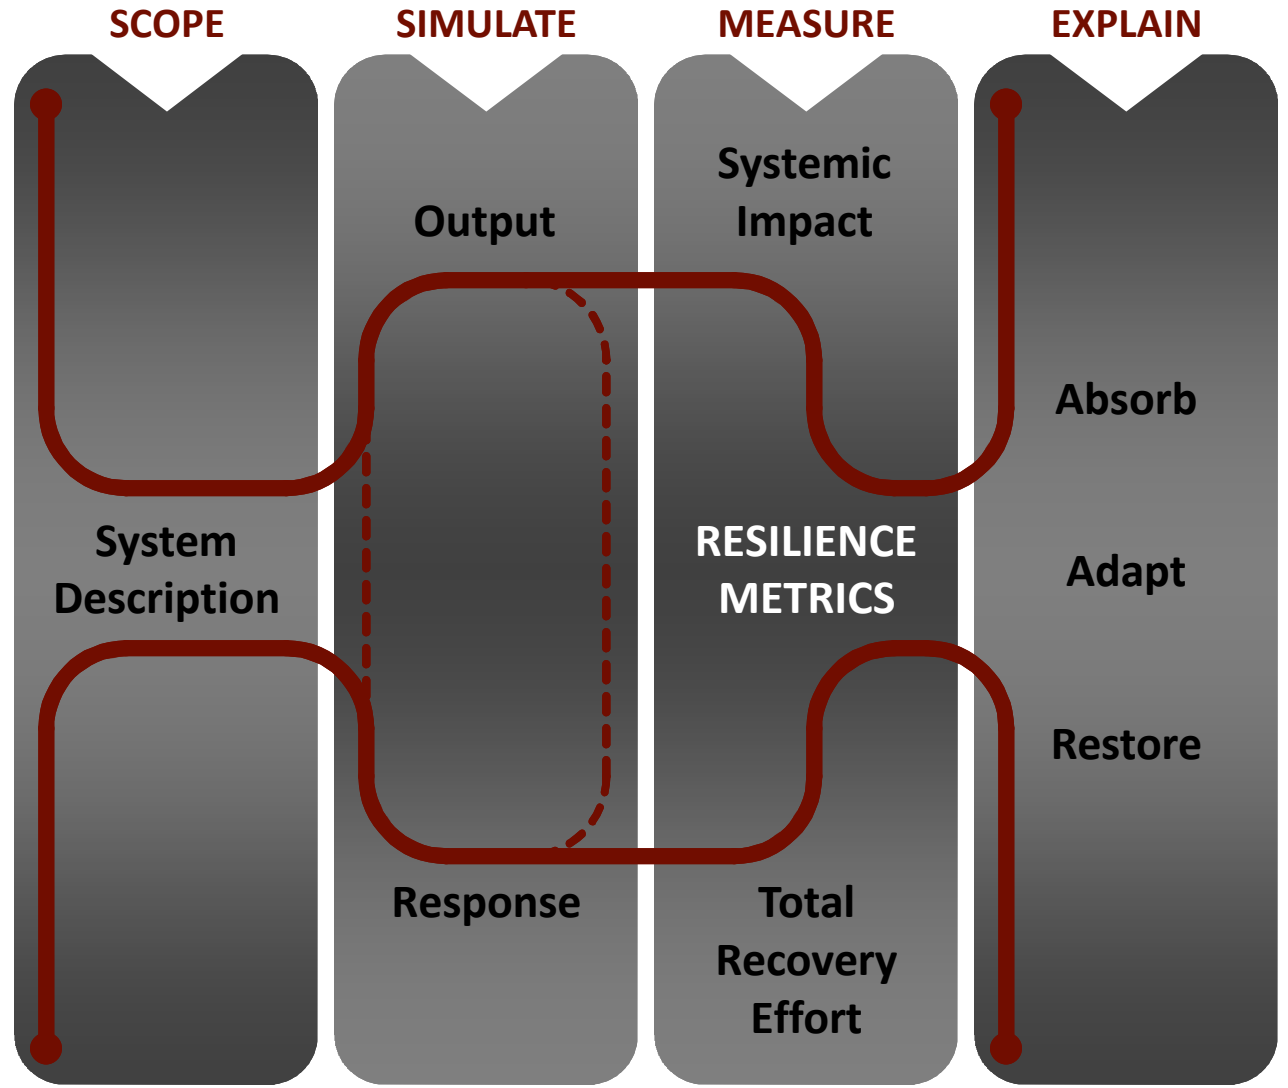 SCOPE
SIMULATE
MEASURE
EXPLAIN
System
Description
Output
Response
Systemic
Impact
RESILIENCE
METRICS
Total
Recovery
Effort
Absorb
Adapt
Restore